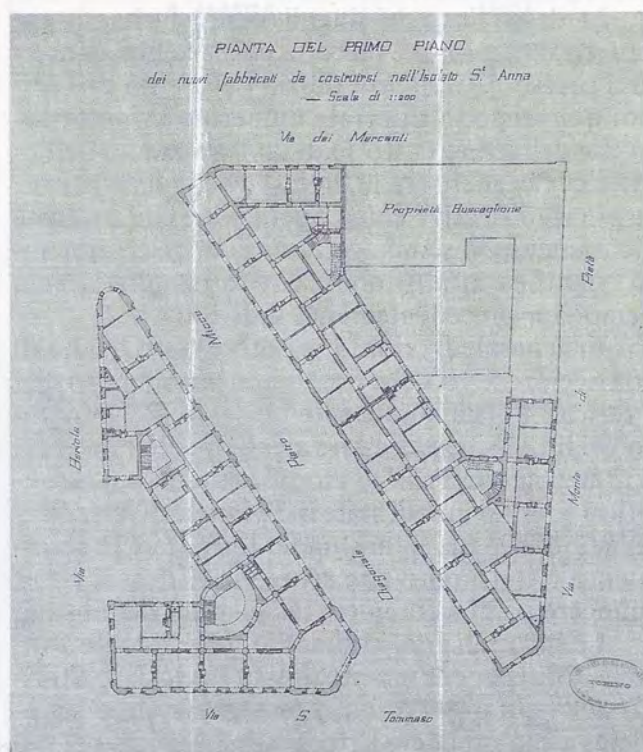 PIANTA DEL PRIMO PIANO
dei nuovi fabbricati da costruirsi nell'Isolato St. Anna
— Scala di 1:200
Via dei Mercanti
Proprietà Buscaglione
Via Monte di Pietà
Diagonale Pietro Micca
Via Bertola
Via S. Tommaso
TORINO